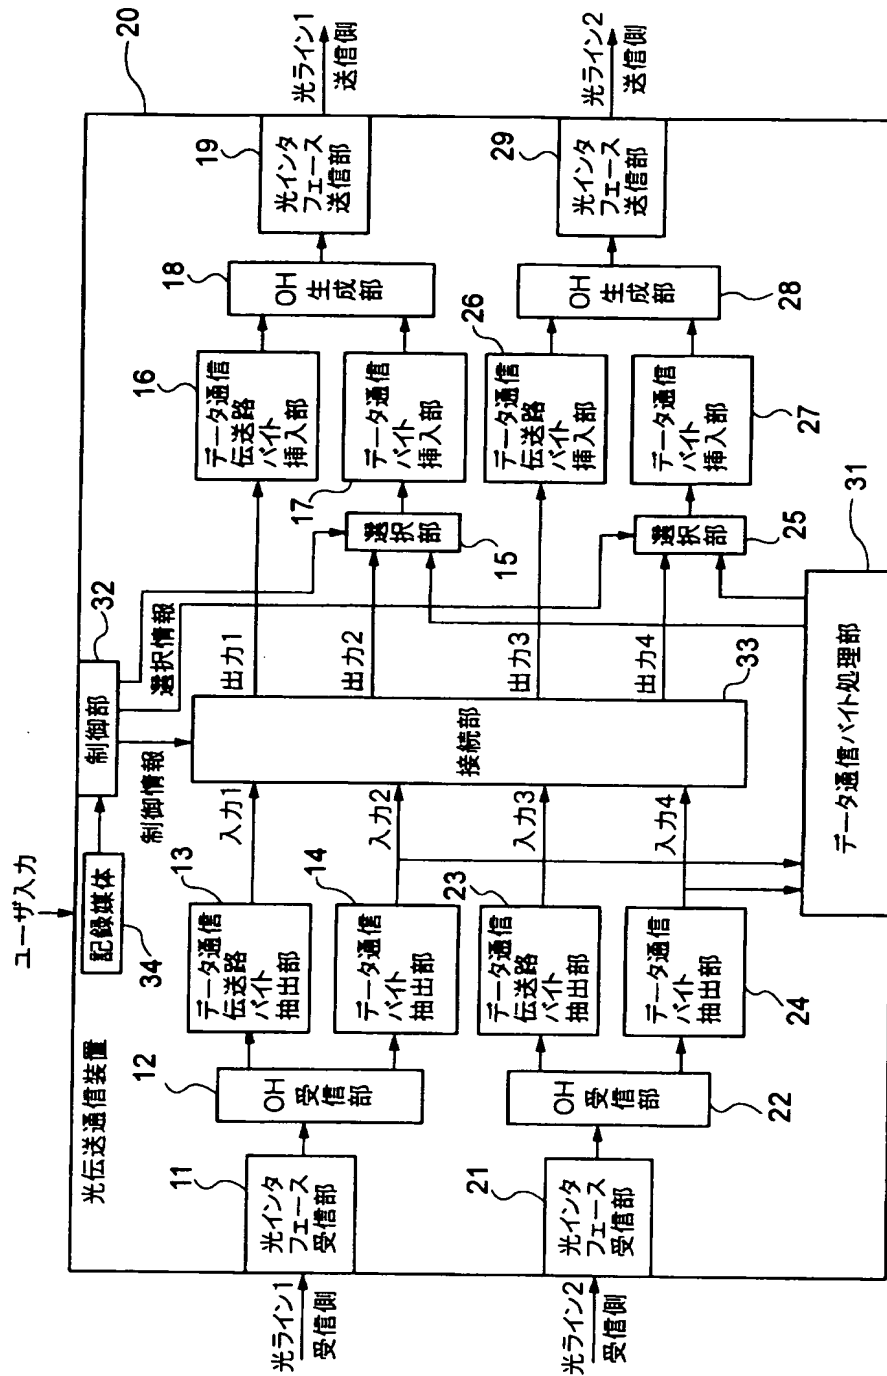 ユーザ入力
光伝送通信装置
20
記録媒体
34
制御部
32
制御情報
選択情報
光ライン1
受信側
光インタ
フェース
受信部
11
OH
受信部
12
データ通信
伝送路
バイト
抽出部
13
データ通信
バイト
抽出部
14
入力1
入力2
入力3
入力4
接続部
33
出力1
出力2
出力3
出力4
選択部
15
データ通信
伝送路
バイト
挿入部
16
データ通信
バイト
挿入部
17
OH
生成部
18
光インタ
フェース
送信部
19
光ライン1
送信側
光ライン2
受信側
光インタ
フェース
受信部
21
OH
受信部
22
データ通信
伝送路
バイト
抽出部
23
データ通信
バイト
抽出部
24
選択部
25
データ通信
伝送路
バイト
挿入部
26
データ通信
バイト
挿入部
27
OH
生成部
28
光インタ
フェース
送信部
29
光ライン2
送信側
データ通信バイト処理部
31